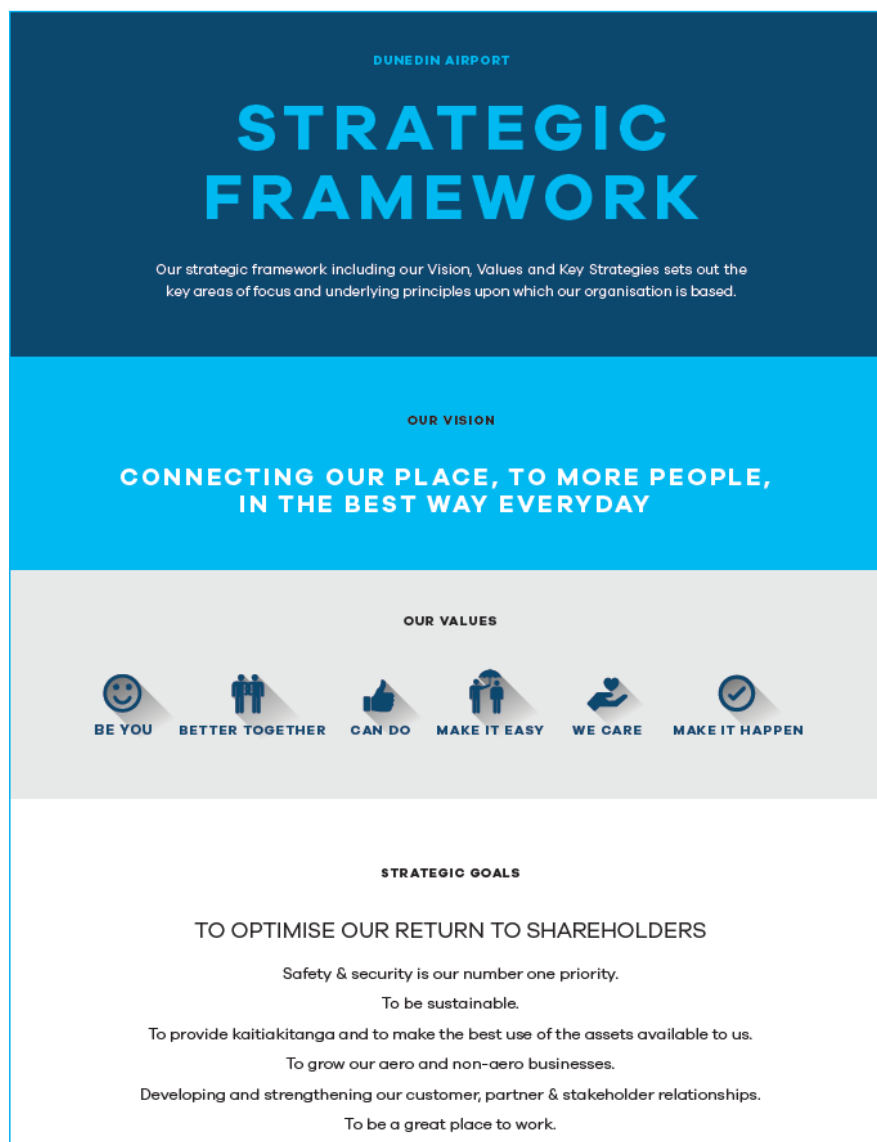 DUNEDIN AIRPORT
STRATEGIC
FRAMEWORK
Our strategic framework including our Vision, Values and Key Strategies sets out the
key areas of focus and underlying principles upon which our organisation is based.
OUR VISION
CONNECTING OUR PLACE, TO MORE PEOPLE,
IN THE BEST WAY EVERYDAY
OUR VALUES
BE YOU BETTER TOGETHER CAN DO MAKE IT EASY WE CARE MAKE IT HAPPEN
STRATEGIC GOALS
TO OPTIMISE OUR RETURN TO SHAREHOLDERS
Safety & security is our number one priority.
To be sustainable.
To provide kaitiakitanga and to make the best use of the assets available to us.
To grow our aero and non-aero businesses.
Developing and strengthening our customer, partner & stakeholder relationships.
To be a great place to work.